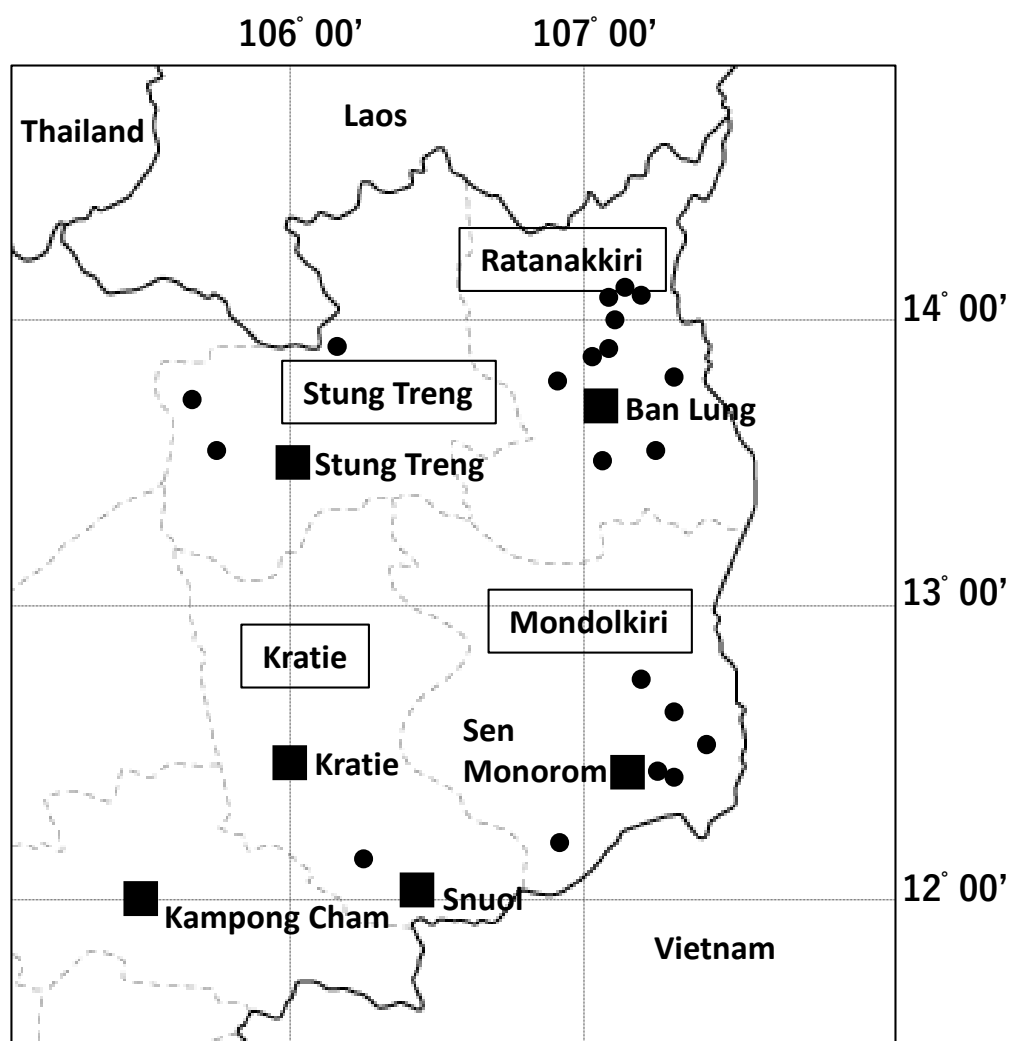 106° 00’ 107° 00’
Laos
Thailand
Ratanakkiri
14° 00’
Stung Treng
Ban Lung
Stung Treng
13° 00’
Mondolkiri
Kratie
Sen
Monorom
Kratie
12° 00’
Snuol
Kampong Cham
Vietnam